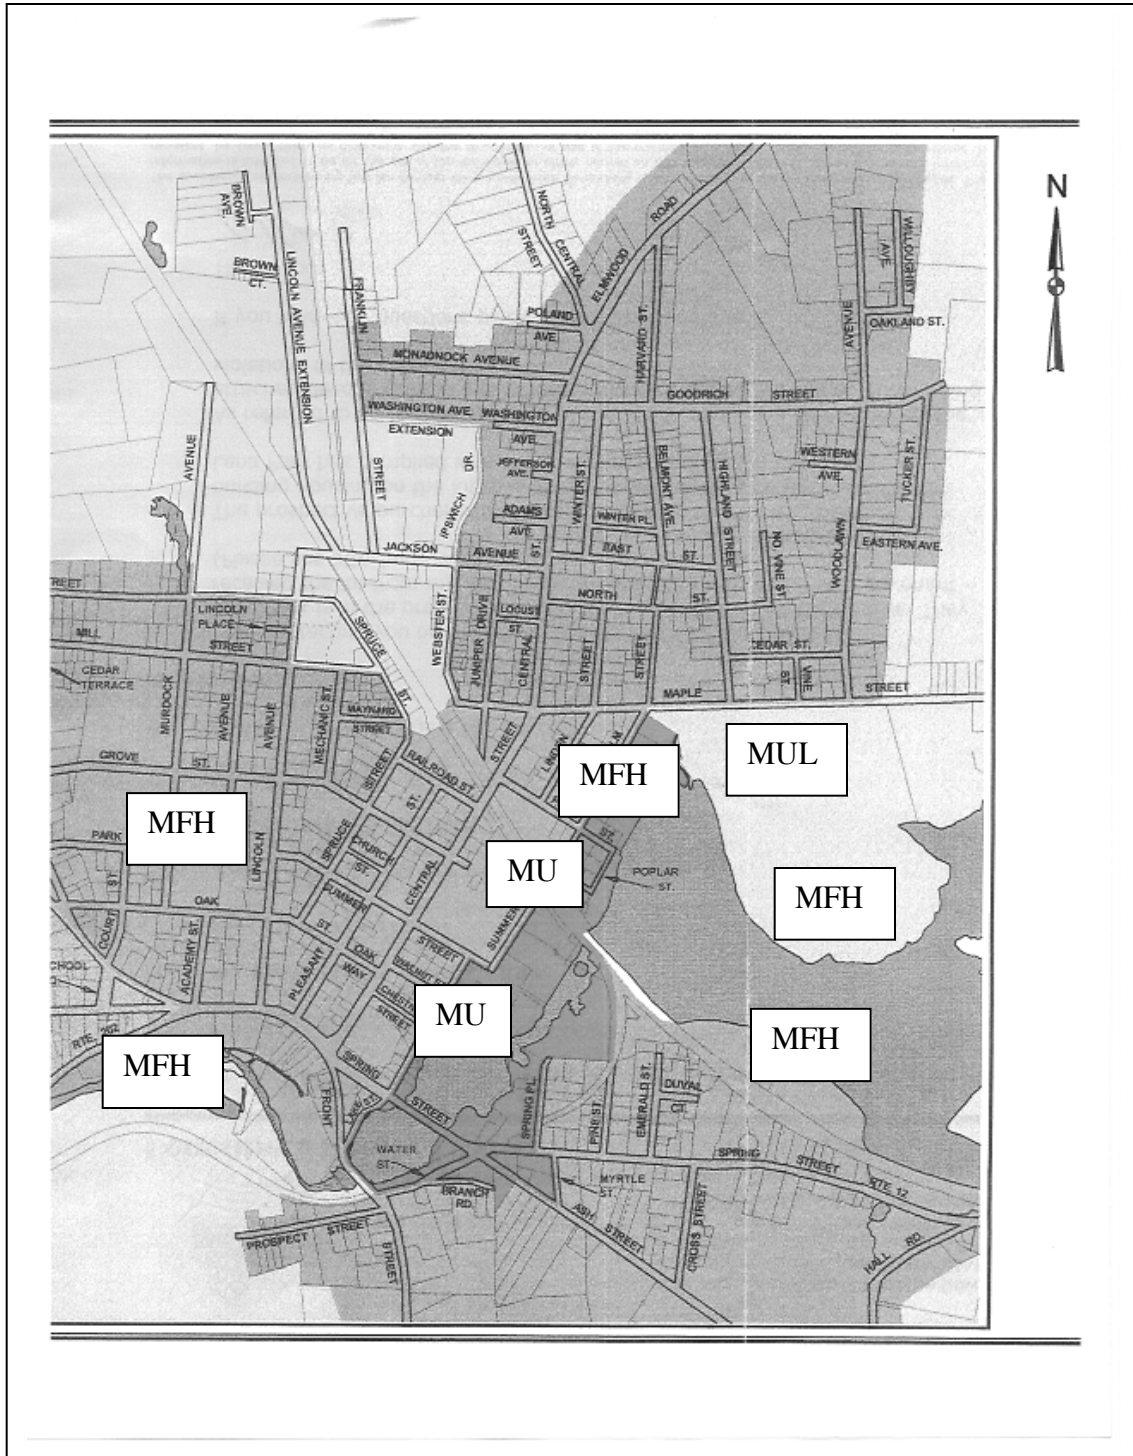 N
BROWN
AVE.
BROWN
CT.
LINCOLN AVENUE EXTENSION
FRANKLIN
STREET
NORTH
CENTRAL
STREET
ELMWOOD
ROAD
POLAND
AVE.
MONADNOCK AVENUE
WASHINGTON AVE.
EXTENSION
WASHINGTON
AVE.
JEFFERSON
AVE.
ADAMS
AVE.
IPSWICH
DR.
HARVARD ST.
GOODRICH
STREET
WILLOUGHBY
AVE.
OAKLAND ST.
AVENUE
WOODLAWN
WESTERN
AVE.
TUCKER ST.
EASTERN AVE.
WINTER ST.
WINTER PL.
BELMONT AVE.
HIGHLAND STREET
NO VINE ST.
EAST
ST.
NORTH
ST.
CEDAR ST.
VINE
ST.
MAPLE
STREET
AVENUE
JACKSON
AVENUE
ST.
WEBSTER ST.
JUNIPER
DRIVE
LOCUST
ST.
CENTRAL
STREET
STREET
LINCOLN
PLACE
MILL
STREET
CEDAR
TERRACE
MURDOCK
AVENUE
AVENUE
MECHANIC ST.
SPRUCE
ST.
MAYNARD
STREET
STREET
RAILROAD ST.
STREET
LINDEN
GROVE
ST.
PARK
ST.
LINCOLN
SPRUCE
CHURCH
ST.
ST.
SUMMER
ST.
CENTRAL
STREET
SUMMER
ST.
POPLAR
ST.
OAK
COURT
ACADEMY ST.
PLEASANT
OAK
WAY
WALNUT ST.
STREET
RTE. 202
FRONT
STREET
SPRING
STREET
WATER
ST.
BRANCH
RD.
PROSPECT STREET
SPRING PL.
PINE ST.
EMERALD ST.
DUVAL
CT.
SPRING
STREET
RTE. 12
MYRTLE
ST.
ASH
STREET
CROSS STREET
HALL
RD.
MFH
MUL
MFH
MU
MFH
MU
MFH
MFH